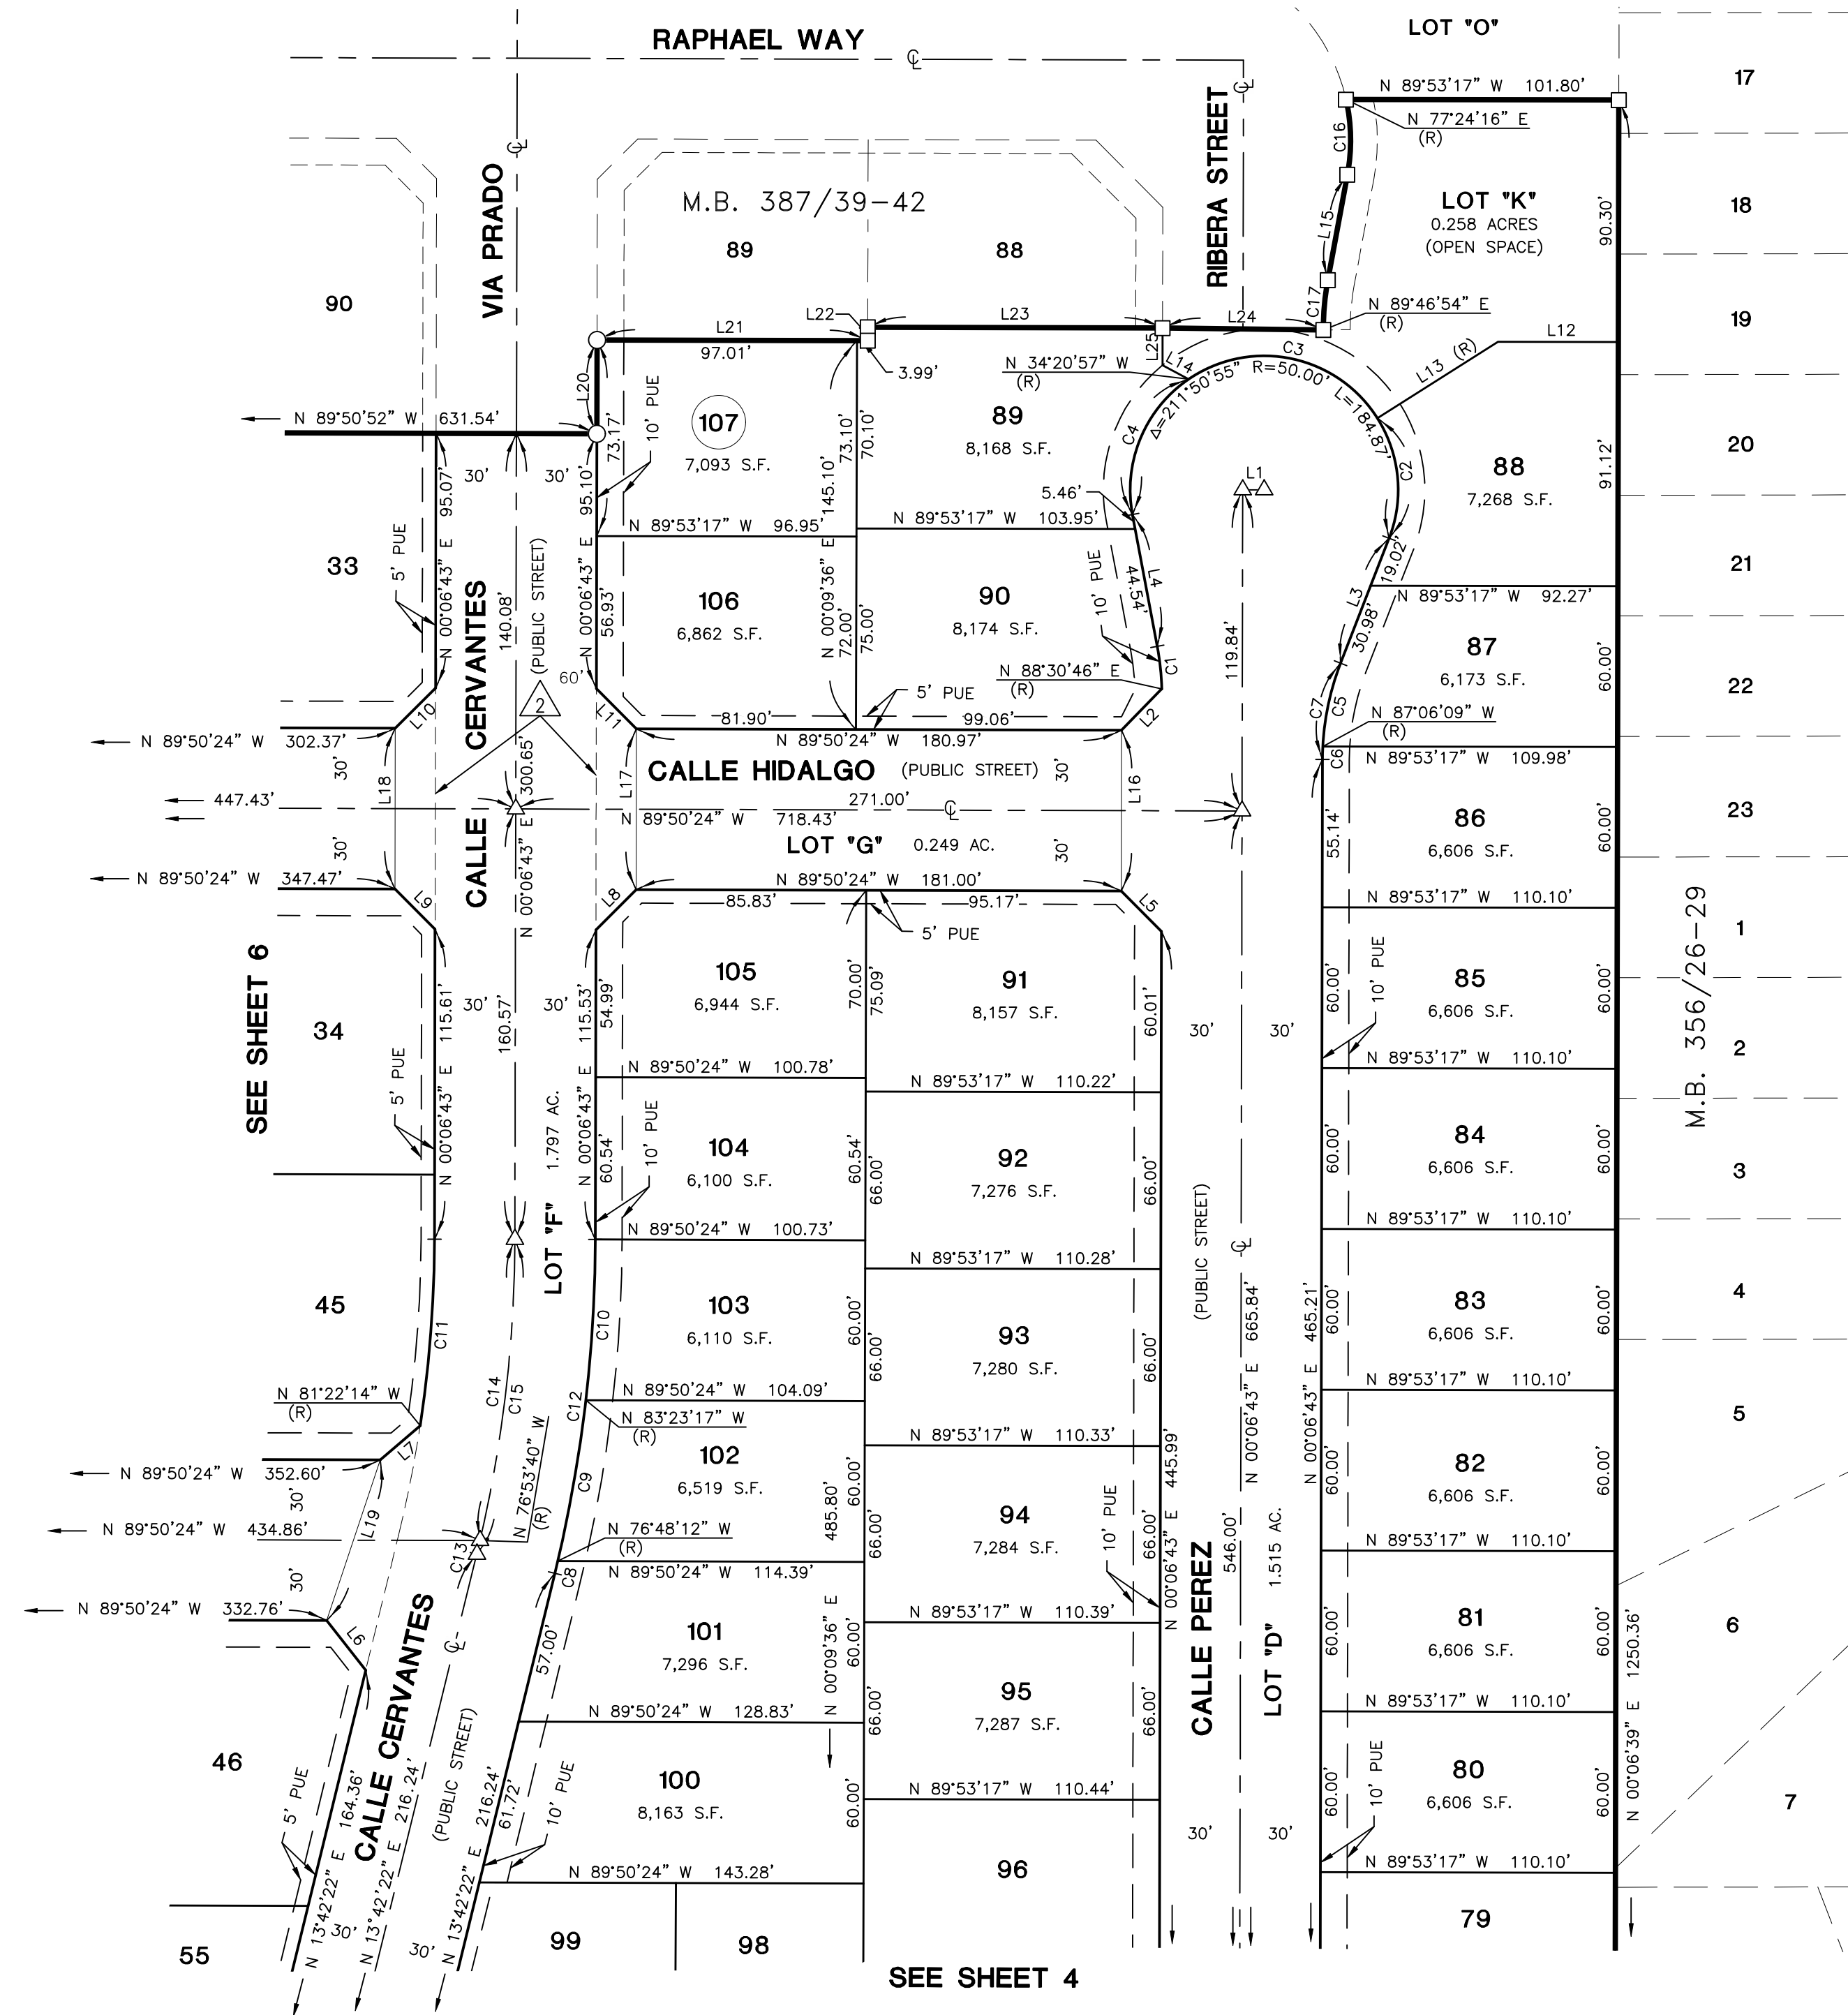 RAPHAEL WAY
LOT "O"
17
N 89°53'17" W 101.80'
N 77°24'16" E
(R)
C16
RIBERA STREET
VIA PRADO
M.B. 387/39-42
LOT "K"
0.258 ACRES
(OPEN SPACE)
90.30'
18
L15
89
88
90
C17
N 89°46'54" E
(R)
19
L22
L23
L24
L21
97.01'
3.99'
L25
L14
C3
L12
L13 (R)
N 34°20'57" W
(R)
Δ=211°50'55" R=50.00' L=184.87'
L20
N 89°50'52" W 631.54'
107
7,093 S.F.
73.17'
10' PUE
73.10'
70.10'
89
8,168 S.F.
C4
C2
88
7,268 S.F.
91.12'
20
30'
30'
95.07'
95.10'
145.10'
5.46'
L1
N 89°53'17" W 96.95'
N 89°53'17" W 103.95'
19.02'
21
33
5' PUE
N 00°06'43" E
140.08'
(PUBLIC STREET)
N 00°06'43" E
56.93'
106
6,862 S.F.
N 00°09'36" E
72.00'
75.00'
90
8,174 S.F.
10' PUE
44.54'
L4
119.84'
L3
30.98'
N 89°53'17" W 92.27'
87
6,173 S.F.
60.00'
22
CALLE CERVANTES
60'
2
N 88°30'46" E
(R)
C1
5' PUE
C7
C5
N 87°06'09" W
(R)
L10
L11
81.90'
99.06'
L2
N 89°50'24" W 302.37'
N 89°50'24" W 180.97'
C6
N 89°53'17" W 109.98'
30'
L18
L17
CALLE HIDALGO (PUBLIC STREET) 30'
L16
300.65'
447.43'
271.00'
N 89°50'24" W 718.43'
86
6,606 S.F.
55.14'
60.00'
23
30'
N 00°06'43" E
LOT "G" 0.249 AC.
30'
N 89°50'24" W 347.47'
L9
L8
N 89°50'24" W 181.00'
L5
85.83'
95.17'
5' PUE
N 89°53'17" W 110.10'
M.B. 356/26-29
1
SEE SHEET 6
34
5' PUE
115.61'
N 00°06'43" E
30'
30'
160.57'
115.53'
54.99'
105
6,944 S.F.
70.00'
75.09'
91
8,157 S.F.
60.01'
30'
30'
60.00'
10' PUE
85
6,606 S.F.
60.00'
2
N 89°50'24" W 100.78'
N 89°53'17" W 110.22'
N 89°53'17" W 110.10'
LOT "F" 1.797 AC.
N 00°06'43" E
60.54'
10' PUE
104
6,100 S.F.
60.54'
66.00'
92
7,276 S.F.
66.00'
(PUBLIC STREET)
60.00'
84
6,606 S.F.
60.00'
3
N 89°50'24" W 100.73'
N 89°53'17" W 110.28'
N 89°53'17" W 110.10'
45
C11
C10
103
6,110 S.F.
60.00'
66.00'
93
7,280 S.F.
66.00'
N 00°06'43" E 665.84'
N 00°06'43" E 465.21'
60.00'
83
6,606 S.F.
60.00'
4
N 81°22'14" W
(R)
C14
C15
C12
N 89°50'24" W 104.09'
N 83°23'17" W
(R)
N 89°53'17" W 110.33'
N 89°53'17" W 110.10'
5
L7
N 89°50'24" W 352.60'
30'
N 76°53'40" W
(R)
C9
102
6,519 S.F.
485.80'
60.00'
66.00'
94
7,284 S.F.
10' PUE
66.00'
N 00°06'43" E 445.99'
60.00'
82
6,606 S.F.
60.00'
N 89°50'24" W 434.86'
L19
C13
N 76°48'12" W
(R)
C8
N 89°50'24" W 114.39'
30'
N 89°50'24" W 332.76'
L6
N 89°53'17" W 110.39'
CALLE PEREZ
546.00'
LOT "D" 1.515 AC.
N 89°53'17" W 110.10'
57.00'
101
7,296 S.F.
N 00°09'36" E
60.00'
66.00'
95
7,287 S.F.
66.00'
60.00'
81
6,606 S.F.
60.00'
N 00°06'39" E 1250.36'
6
N 89°50'24" W 128.83'
N 89°53'17" W 110.10'
46
5' PUE
N 13°42'22" E 164.36'
CALLE CERVANTES
N 13°42'22" E 216.24'
(PUBLIC STREET)
N 13°42'22" E 216.24'
61.72'
10' PUE
100
8,163 S.F.
60.00'
N 89°53'17" W 110.44'
30'
30'
60.00'
10' PUE
80
6,606 S.F.
60.00'
7
N 89°50'24" W 143.28'
96
N 89°53'17" W 110.10'
55
30'
30'
99
98
79
SEE SHEET 4